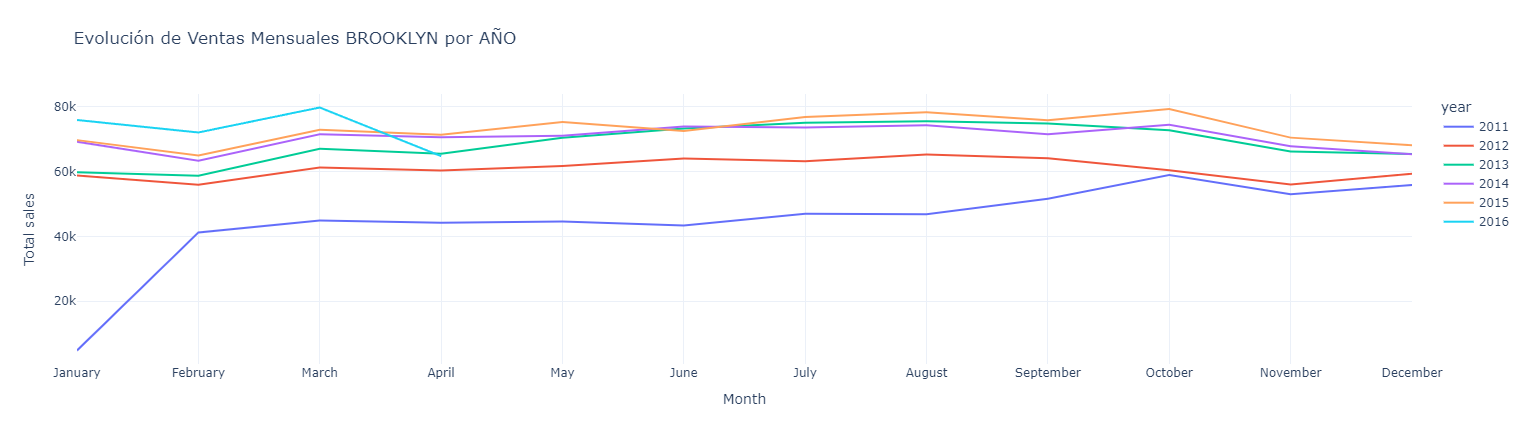 Evolución de Ventas Mensuales BROOKLYN por AÑO
Total sales
80k
60k
40k
20k
January February March April May June July August September October November December
Month
year
2011
2012
2013
2014
2015
2016